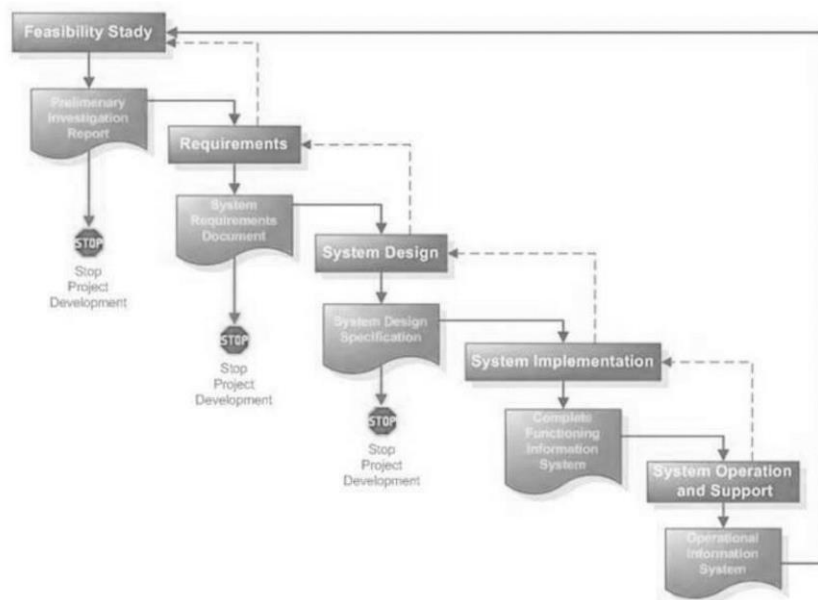 Feasibility Stady
Prelimenary
Investigation
Report
Requirements
STOP
Stop
Project
Development
System
Requirements
Document
System Design
STOP
Stop
Project
Development
System Design
Specification
System Implementation
STOP
Stop
Project
Development
Complete
Functioning
Information
System
System Operation
and Support
Operational
Information
System